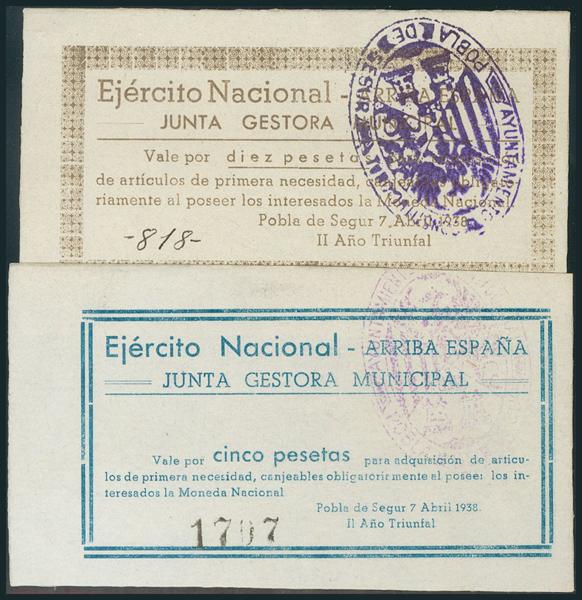 Ejército Nacional - ARRIBA ESPAÑA
JUNTA GESTORA MUNICIPAL
Vale por diez pesetas
de artículos de primera necesidad, canjeables
riamente al poseer los interesados la Moneda Nacional
Pobla de Segur 7 Abril 1938
II Año Triunfal
-818-
AYUNTAMIENTO
POBLA DE SEGUR
Ejército Nacional - ARRIBA ESPAÑA
JUNTA GESTORA MUNICIPAL
Vale por cinco pesetas para adquisición de artícu-
los de primera necesidad, canjeables obligatoriamente al poseer los in-
teresados la Moneda Nacional
Pobla de Segur 7 Abril 1938.
II Año Triunfal
1797